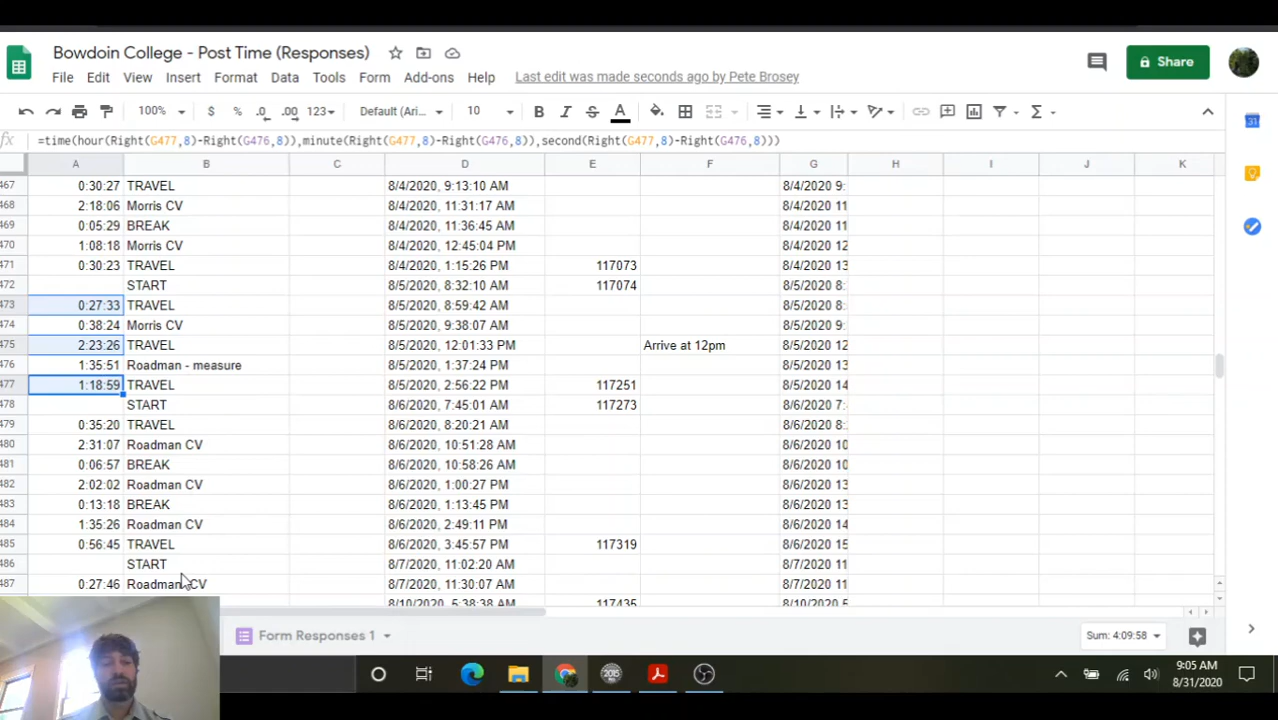 Bowdoin College - Post Time (Responses)
File Edit View Insert Format Data Tools Form Add-ons Help Last edit was made seconds ago by Pete Brosey
Share
100% $ % .0 .00 123 Default (Ari... 10 B I S A
fx =time(hour(Right(G477,8)-Right(G476,8)),minute(Right(G477,8)-Right(G476,8)),second(Right(G477,8)-Right(G476,8)))
A B C D E F G H I J K
467 0:30:27 TRAVEL 8/4/2020, 9:13:10 AM 8/4/2020 9:
468 2:18:06 Morris CV 8/4/2020, 11:31:17 AM 8/4/2020 11
469 0:05:29 BREAK 8/4/2020, 11:36:45 AM 8/4/2020 11
470 1:08:18 Morris CV 8/4/2020, 12:45:04 PM 8/4/2020 12
471 0:30:23 TRAVEL 8/4/2020, 1:15:26 PM 117073 8/4/2020 13
472 START 8/5/2020, 8:32:10 AM 117074 8/5/2020 8:
473 0:27:33 TRAVEL 8/5/2020, 8:59:42 AM 8/5/2020 8:
474 0:38:24 Morris CV 8/5/2020, 9:38:07 AM 8/5/2020 9:
475 2:23:26 TRAVEL 8/5/2020, 12:01:33 PM Arrive at 12pm 8/5/2020 12
476 1:35:51 Roadman - measure 8/5/2020, 1:37:24 PM 8/5/2020 13
477 1:18:59 TRAVEL 8/5/2020, 2:56:22 PM 117251 8/5/2020 14
478 START 8/6/2020, 7:45:01 AM 117273 8/6/2020 7:
479 0:35:20 TRAVEL 8/6/2020, 8:20:21 AM 8/6/2020 8:
480 2:31:07 Roadman CV 8/6/2020, 10:51:28 AM 8/6/2020 10
481 0:06:57 BREAK 8/6/2020, 10:58:26 AM 8/6/2020 10
482 2:02:02 Roadman CV 8/6/2020, 1:00:27 PM 8/6/2020 13
483 0:13:18 BREAK 8/6/2020, 1:13:45 PM 8/6/2020 13
484 1:35:26 Roadman CV 8/6/2020, 2:49:11 PM 8/6/2020 14
485 0:56:45 TRAVEL 8/6/2020, 3:45:57 PM 117319 8/6/2020 15
486 START 8/7/2020, 11:02:20 AM 8/7/2020 11
487 0:27:46 Roadman CV 8/7/2020, 11:30:07 AM 8/7/2020 11
8/10/2020, 5:38:38 AM 117435 8/10/2020 5
Form Responses 1 Sum: 4:09:58
9:05 AM
8/31/2020